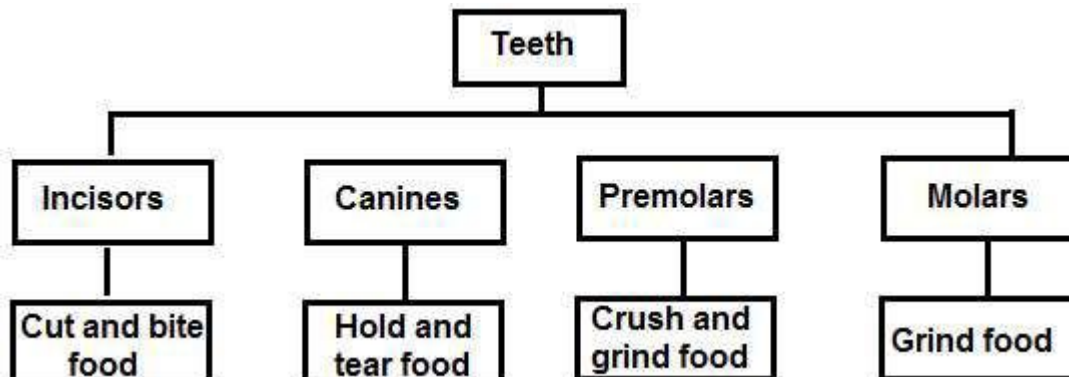 Teeth
Incisors
Canines
Premolars
Molars
Cut and bite
food
Hold and
tear food
Crush and
grind food
Grind food